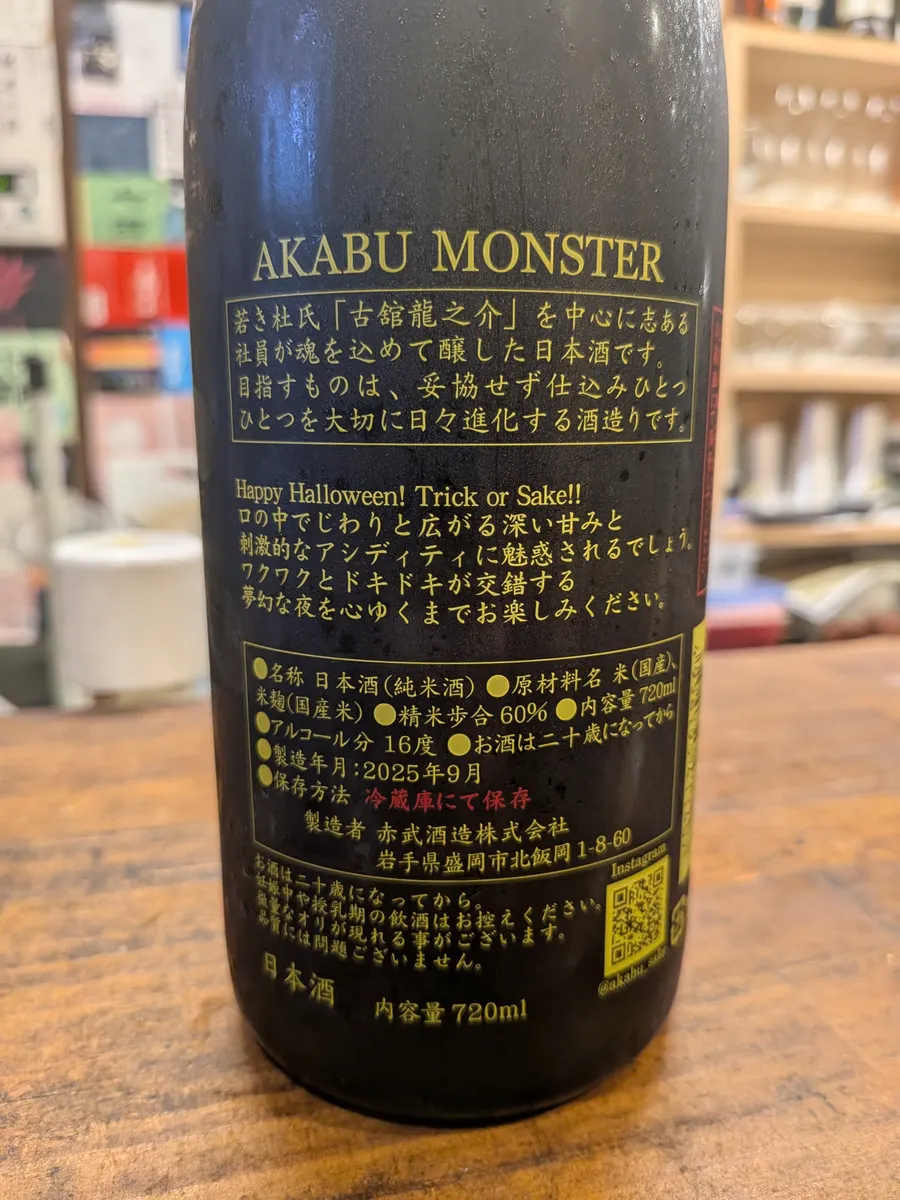 AKABU MONSTER
若き杜氏「古舘龍之介」を中心に志ある
社員が魂を込めて醸した日本酒です。
目指すものは、妥協せず仕込みひとつ
ひとつを大切に日々進化する酒造りです。
Happy Halloween! Trick or Sake!!
口の中でじわりと広がる深い甘みと
刺激的なアシディティに魅惑されるでしょう。
ワクワクとドキドキが交錯する
夢幻な夜を心ゆくまでお楽しみください。
●名称 日本酒(純米酒) ●原材料名 米(国産)、
米麹(国産米) ●精米歩合 60% ●内容量 720ml
●アルコール分 16度 ●お酒は二十歳になってから
●製造年月:2025年9月
●保存方法 冷蔵庫にて保存
製造者 赤武酒造株式会社
岩手県盛岡市北飯岡 1-8-60
お酒は二十歳になってから。
妊娠中や授乳期の飲酒はお控えください。
微量なオリが現れる事がございます。
品質には問題ございません。
Instagram
@akabu_sake
日本酒
内容量 720ml